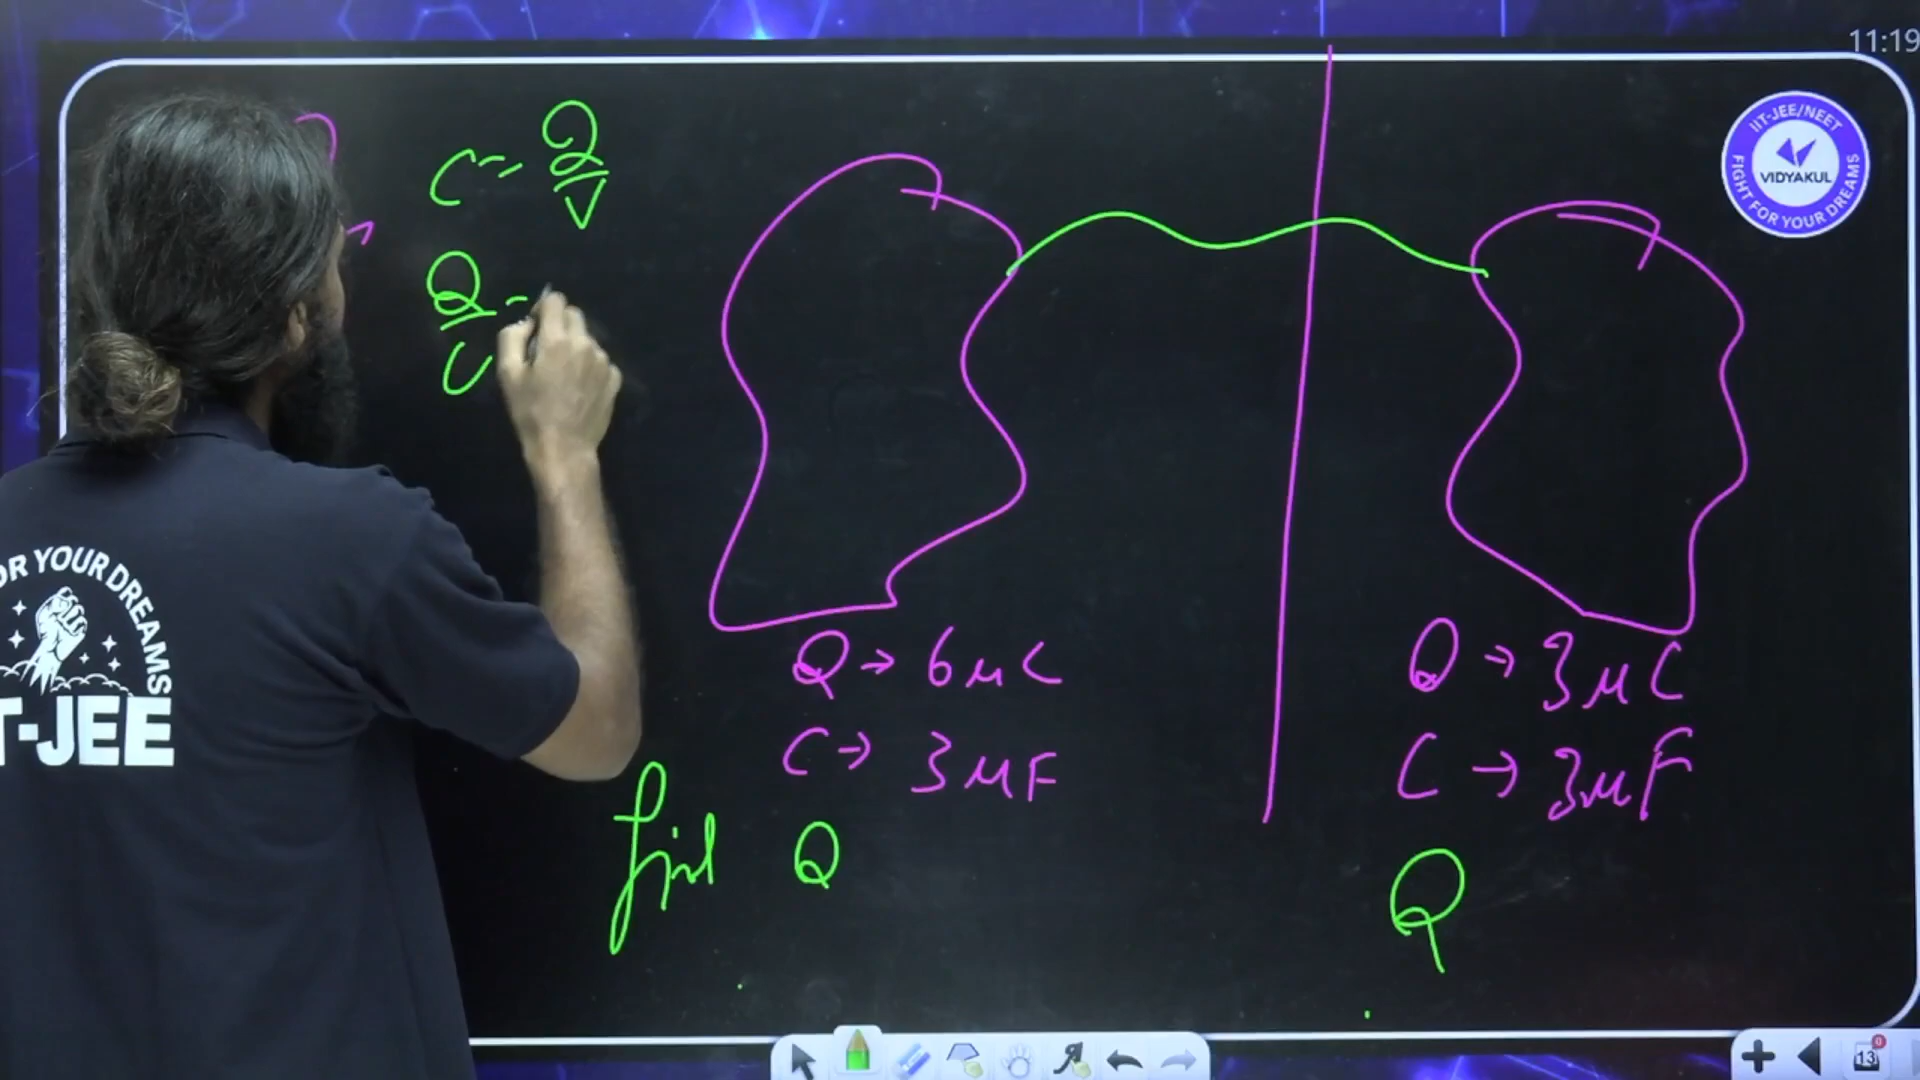 11:19
IIT-JEE/NEET
VIDYAKUL
FIGHT FOR YOUR DREAMS
C = Q/V
Q/C =
Q → 6μC
C → 3μF
Q → 3μC
C → 3μF
find Q
Q
OR YOUR DREAMS
T-JEE
13